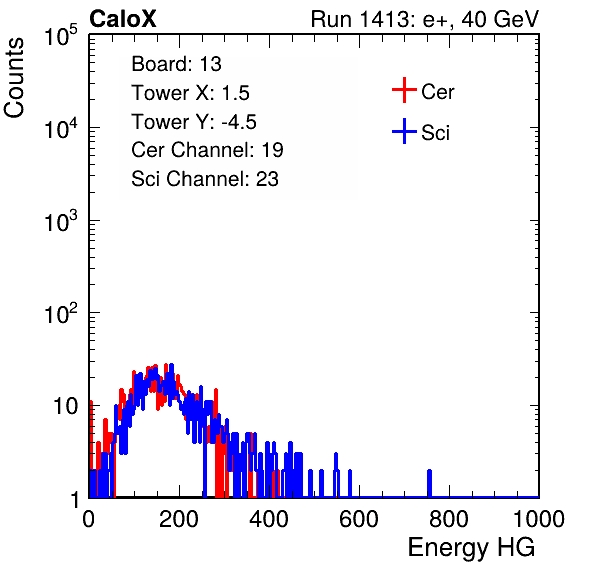 CaloX Run 1413: e+, 40 GeV
Counts
Board: 13
Tower X: 1.5
Tower Y: -4.5
Cer Channel: 19
Sci Channel: 23
Cer
Sci
10^5
10^4
10^3
10^2
10
1
0 200 400 600 800 1000
Energy HG